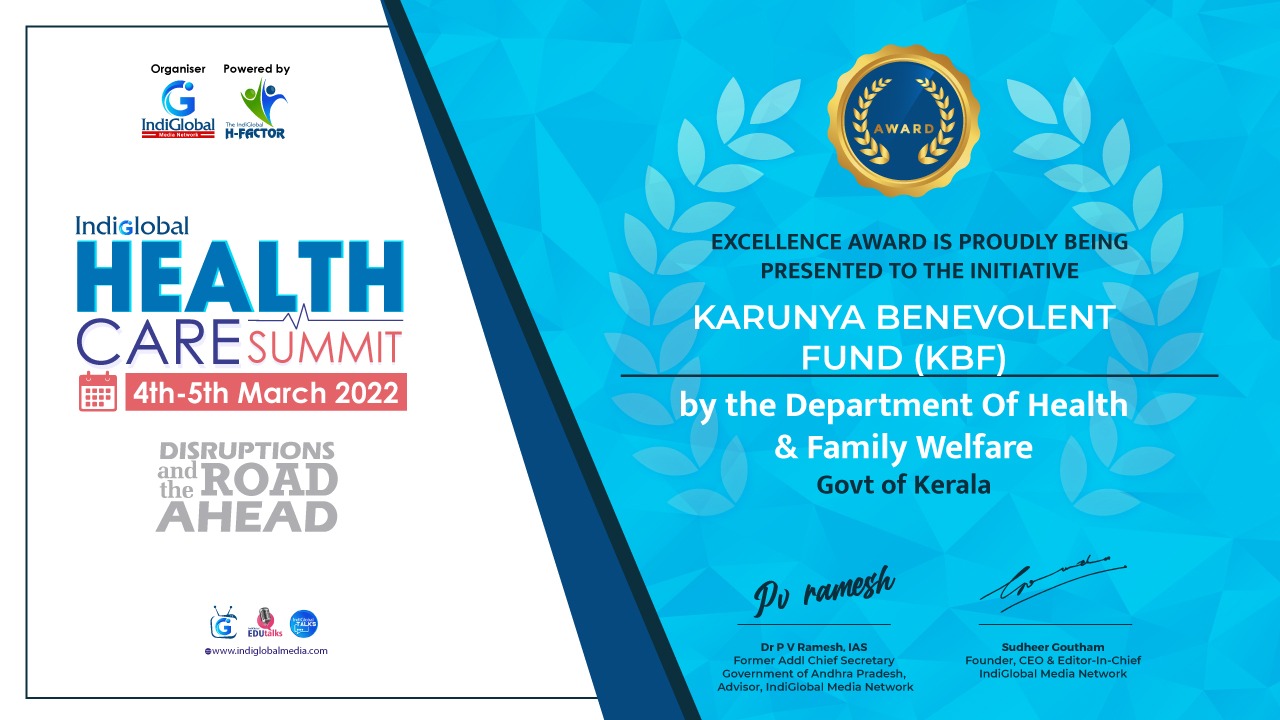 Organiser
Powered by
IndiGlobal
Media Network
The IndiGlobal
H-FACTOR
IndiGlobal
HEALTH
CARE SUMMIT
4th-5th March 2022
DISRUPTIONS
and
the ROAD
AHEAD
EDUtalks
TALKS
www.indiglobalmedia.com
AWARD
EXCELLENCE AWARD IS PROUDLY BEING
PRESENTED TO THE INITIATIVE
KARUNYA BENEVOLENT
FUND (KBF)
by the Department Of Health
& Family Welfare
Govt of Kerala
Pv ramesh
Dr P V Ramesh, IAS
Former Addl Chief Secretary
Government of Andhra Pradesh,
Advisor, IndiGlobal Media Network
Sudheer Goutham
Founder, CEO & Editor-In-Chief
IndiGlobal Media Network